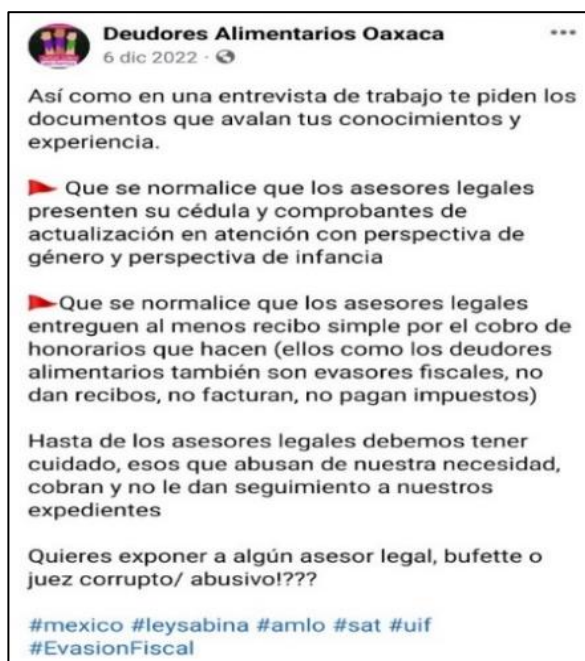 Deudores Alimentarios Oaxaca
6 dic 2022 ·
Así como en una entrevista de trabajo te piden los
documentos que avalan tus conocimientos y
experiencia.
🚩 Que se normalice que los asesores legales
presenten su cédula y comprobantes de
actualización en atención con perspectiva de
género y perspectiva de infancia
🚩Que se normalice que los asesores legales
entreguen al menos recibo simple por el cobro de
honorarios que hacen (ellos como los deudores
alimentarios también son evasores fiscales, no
dan recibos, no facturan, no pagan impuestos)
Hasta de los asesores legales debemos tener
cuidado, esos que abusan de nuestra necesidad,
cobran y no le dan seguimiento a nuestros
expedientes
Quieres exponer a algún asesor legal, bufette o
juez corrupto/ abusivo!???
#mexico #leysabina #amlo #sat #uif
#EvasionFiscal